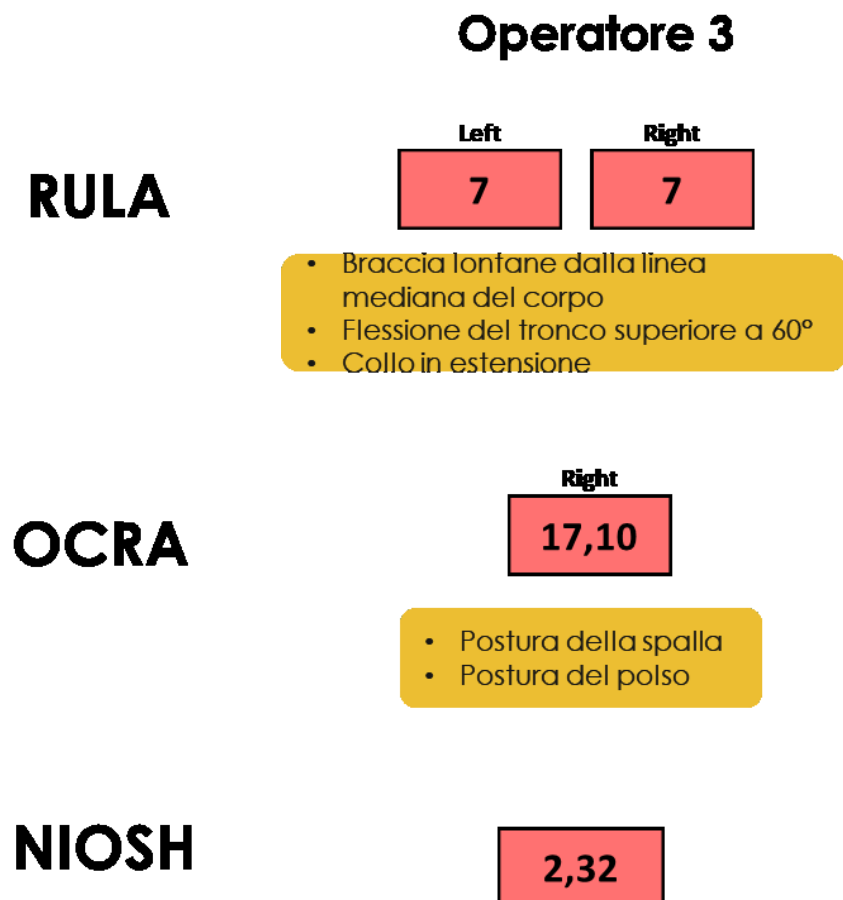 Operatore 3
Left Right
RULA
7 7
• Braccia lontane dalla linea
mediana del corpo
• Flessione del tronco superiore a 60°
• Collo in estensione
Right
OCRA
17,10
• Postura della spalla
• Postura del polso
NIOSH
2,32